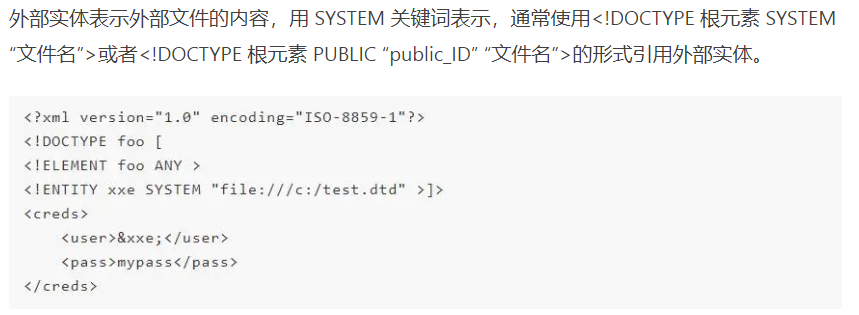 外部实体表示外部文件的内容，用 SYSTEM 关键词表示，通常使用<!DOCTYPE 根元素 SYSTEM
“文件名”>或者<!DOCTYPE 根元素 PUBLIC “public_ID” “文件名”>的形式引用外部实体。
<?xml version="1.0" encoding="ISO-8859-1"?>
<!DOCTYPE foo [
<!ELEMENT foo ANY >
<!ENTITY xxe SYSTEM "file:///c:/test.dtd" >]>
<creds>
    <user>&xxe;</user>
    <pass>mypass</pass>
</creds>